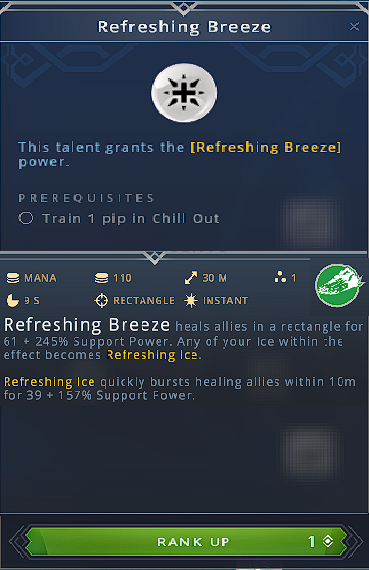 Refreshing Breeze
This talent grants the [Refreshing Breeze]
power.
PREREQUISITES
Train 1 pip in Chill Out
MANA 110 30 M 1
9 S RECTANGLE INSTANT
Refreshing Breeze heals allies in a rectangle for
61 + 245% Support Power. Any of your Ice within the
effect becomes Refreshing Ice.
Refreshing Ice quickly bursts healing allies within 10m
for 39 + 157% Support Power.
RANK UP 1